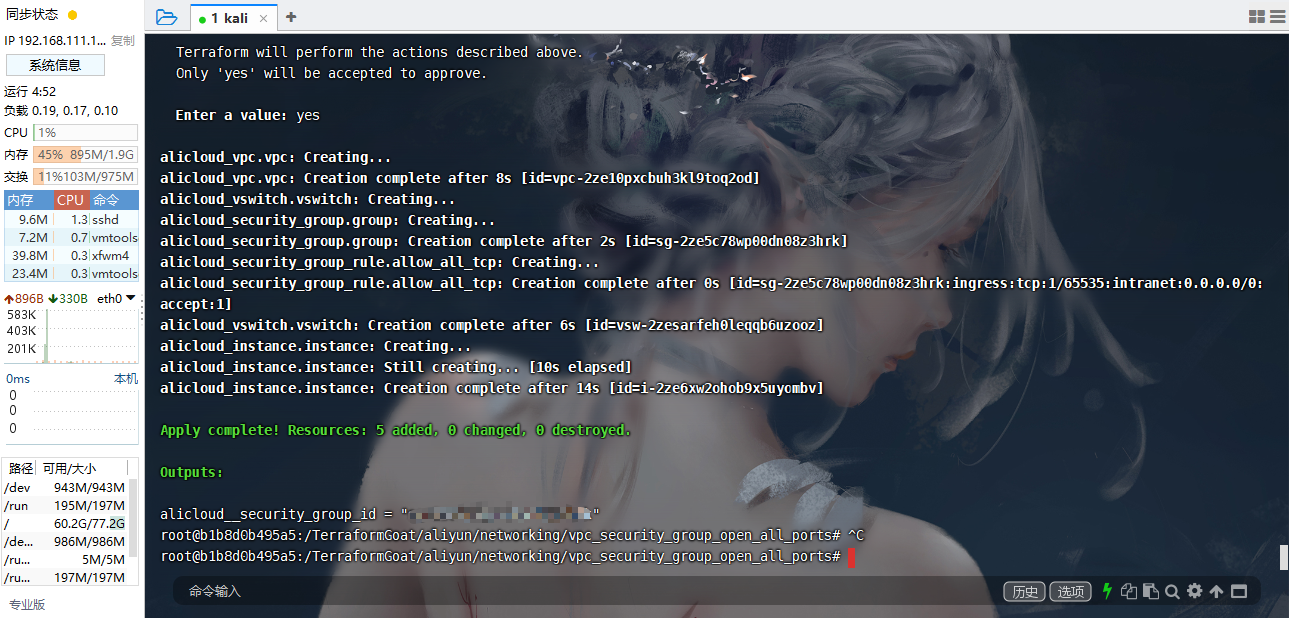 同步状态
IP 192.168.111.1... 复制
系统信息
运行 4:52
负载 0.19, 0.17, 0.10
CPU 1%
内存 45% 895M/1.9G
交换 11% 103M/975M
内存 CPU 命令
9.6M 1.3 sshd
7.2M 0.7 vmtools
39.8M 0.3 xfwm4
23.4M 0.3 vmtools
896B 330B eth0
583K
403K
201K
0ms 本机
0
0
0
路径 可用/大小
/dev 943M/943M
/run 195M/197M
/ 60.2G/77.2G
/de... 986M/986M
/ru... 5M/5M
/ru... 197M/197M
专业版
1 kali
Terraform will perform the actions described above.
Only 'yes' will be accepted to approve.
Enter a value: yes
alicloud_vpc.vpc: Creating...
alicloud_vpc.vpc: Creation complete after 8s [id=vpc-2ze10pxcbuh3kl9toq2od]
alicloud_vswitch.vswitch: Creating...
alicloud_security_group.group: Creating...
alicloud_security_group.group: Creation complete after 2s [id=sg-2ze5c78wp00dn08z3hrk]
alicloud_security_group_rule.allow_all_tcp: Creating...
alicloud_security_group_rule.allow_all_tcp: Creation complete after 0s [id=sg-2ze5c78wp00dn08z3hrk:ingress:tcp:1/65535:intranet:0.0.0.0/0:
accept:1]
alicloud_vswitch.vswitch: Creation complete after 6s [id=vsw-2zesarfeh0leqqb6uzooz]
alicloud_instance.instance: Creating...
alicloud_instance.instance: Still creating... [10s elapsed]
alicloud_instance.instance: Creation complete after 14s [id=i-2ze6xw2ohob9x5uyombv]
Apply complete! Resources: 5 added, 0 changed, 0 destroyed.
Outputs:
alicloud__security_group_id = "
root@b1b8d0b495a5:/TerraformGoat/aliyun/networking/vpc_security_group_open_all_ports# ^C
root@b1b8d0b495a5:/TerraformGoat/aliyun/networking/vpc_security_group_open_all_ports#
命令输入
历史 选项